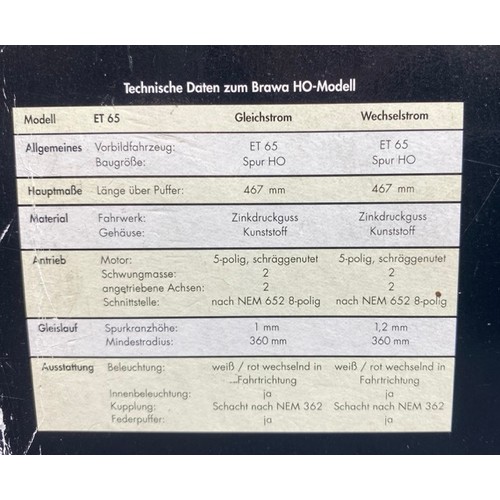 Technische Daten zum Brawa HO-Modell
Modell ET 65 Gleichstrom Wechselstrom
Allgemeines Vorbildfahrzeug: ET 65 ET 65
Baugröße: Spur HO Spur HO
Hauptmaße Länge über Puffer: 467 mm 467 mm
Material Fahrwerk: Zinkdruckguss Zinkdruckguss
Gehäuse: Kunststoff Kunststoff
Antrieb Motor: 5-polig, schräggenutet 5-polig, schräggenutet
Schwungmasse: 2 2
angetriebene Achsen: 2 2
Schnittstelle: nach NEM 652 8-polig nach NEM 652 8-polig
Gleislauf Spurkranzhöhe: 1 mm 1,2 mm
Mindestradius: 360 mm 360 mm
Ausstattung Beleuchtung: weiß / rot wechselnd in weiß / rot wechselnd in
Fahrtrichtung Fahrtrichtung
Innenbeleuchtung: ja ja
Kupplung: Schacht nach NEM 362 Schacht nach NEM 362
Federpuffer: ja ja